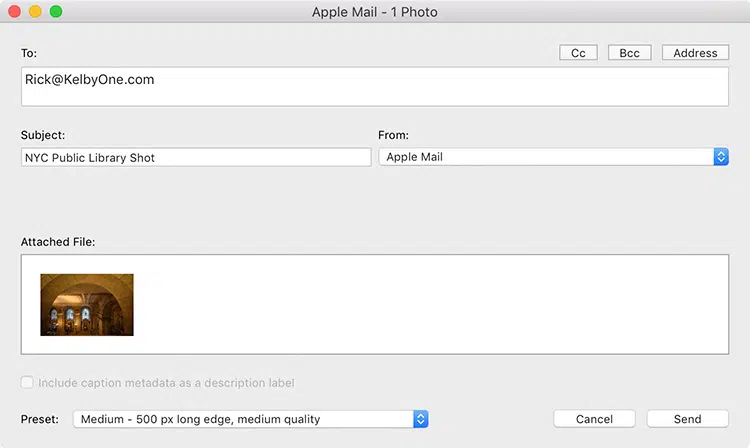 Apple Mail - 1 Photo
To:
Cc
Bcc
Address
Rick@KelbyOne.com
Subject:
From:
NYC Public Library Shot
Apple Mail
Attached File:
Include caption metadata as a description label
Preset:
Medium - 500 px long edge, medium quality
Cancel
Send